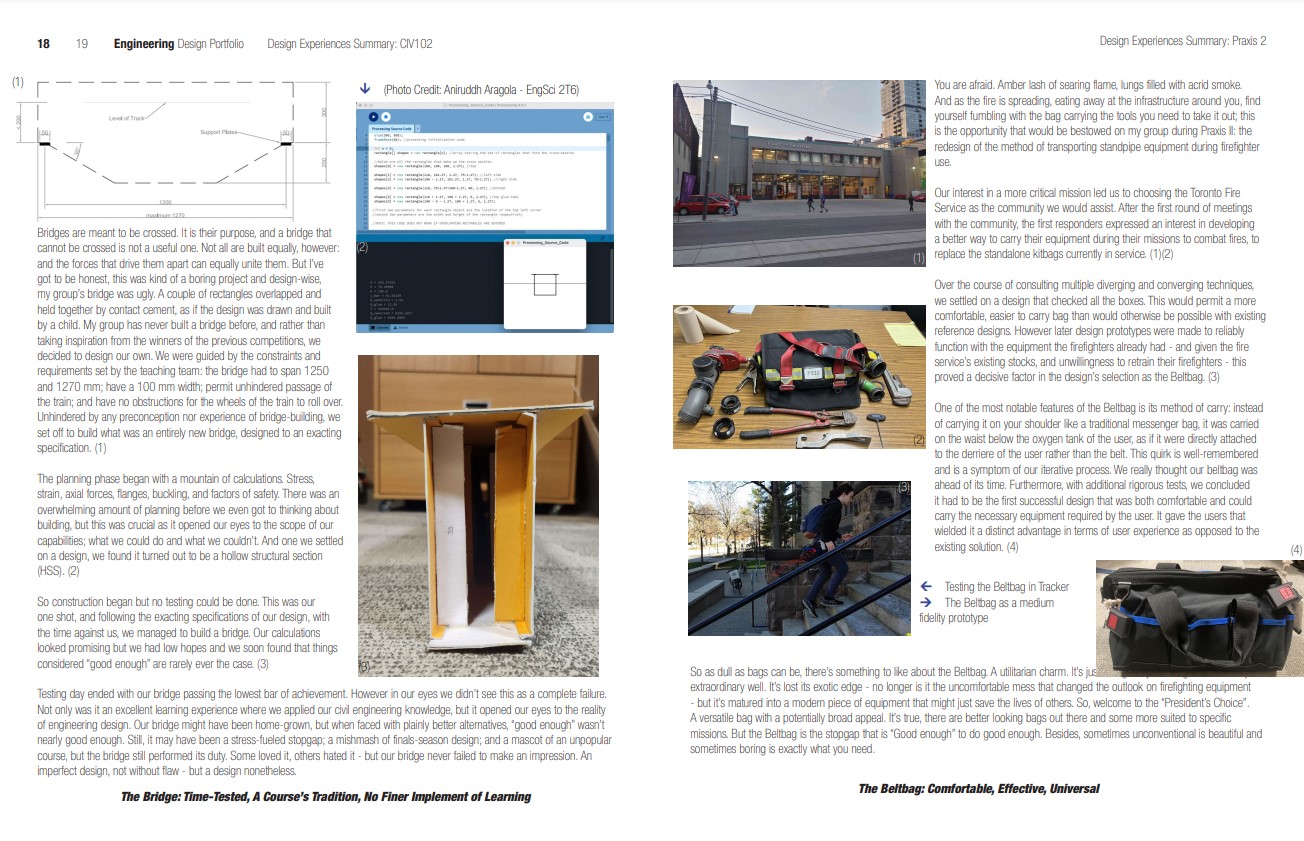 18 19 Engineering Design Portfolio Design Experiences Summary: CIV102
(1)
Level of Track
Support Plates
50
50
300
200
< 200
30°
1200
maximum 1270
Bridges are meant to be crossed. It is their purpose, and a bridge that
cannot be crossed is not a useful one. Not all are built equally, however:
and the forces that drive them apart can equally unite them. But I've
got to be honest, this was kind of a boring project and design-wise,
my group's bridge was ugly. A couple of rectangles overlapped and
held together by contact cement, as if the design was drawn and built
by a child. My group has never built a bridge before, and rather than
taking inspiration from the winners of the previous competitions, we
decided to design our own. We were guided by the constraints and
requirements set by the teaching team: the bridge had to span 1250
and 1270 mm; have a 100 mm width; permit unhindered passage of
the train; and have no obstructions for the wheels of the train to roll over.
Unhindered by any preconception nor experience of bridge-building, we
set off to build what was an entirely new bridge, designed to an exacting
specification. (1)
The planning phase began with a mountain of calculations. Stress,
strain, axial forces, flanges, buckling, and factors of safety. There was an
overwhelming amount of planning before we even got to thinking about
building, but this was crucial as it opened our eyes to the scope of our
capabilities; what we could do and what we couldn't. And one we settled
on a design, we found it turned out to be a hollow structural section
(HSS). (2)
So construction began but no testing could be done. This was our
one shot, and following the exacting specifications of our design, with
the time against us, we managed to build a bridge. Our calculations
looked promising but we had low hopes and we soon found that things
considered "good enough" are rarely ever the case. (3)
↓ (Photo Credit: Aniruddh Aragola - EngSci 2T6)
Processing_Source_Code
(2)
Processing_Source_Code
(3)
Testing day ended with our bridge passing the lowest bar of achievement. However in our eyes we didn't see this as a complete failure.
Not only was it an excellent learning experience where we applied our civil engineering knowledge, but it opened our eyes to the reality
of engineering design. Our bridge might have been home-grown, but when faced with plainly better alternatives, "good enough" wasn't
nearly good enough. Still, it may have been a stress-fueled stopgap; a mishmash of finals-season design; and a mascot of an unpopular
course, but the bridge still performed its duty. Some loved it, others hated it - but our bridge never failed to make an impression. An
imperfect design, not without flaw - but a design nonetheless.
The Bridge: Time-Tested, A Course's Tradition, No Finer Implement of Learning
Design Experiences Summary: Praxis 2
(1)
You are afraid. Amber lash of searing flame, lungs filled with acrid smoke.
And as the fire is spreading, eating away at the infrastructure around you, find
yourself fumbling with the bag carrying the tools you need to take it out; this
is the opportunity that would be bestowed on my group during Praxis II: the
redesign of the method of transporting standpipe equipment during firefighter
use.
Our interest in a more critical mission led us to choosing the Toronto Fire
Service as the community we would assist. After the first round of meetings
with the community, the first responders expressed an interest in developing
a better way to carry their equipment during their missions to combat fires, to
replace the standalone kitbags currently in service. (1)(2)
Over the course of consulting multiple diverging and converging techniques,
we settled on a design that checked all the boxes. This would permit a more
comfortable, easier to carry bag than would otherwise be possible with existing
reference designs. However later design prototypes were made to reliably
function with the equipment the firefighters already had - and given the fire
service's existing stocks, and unwillingness to retrain their firefighters - this
proved a decisive factor in the design's selection as the Beltbag. (3)
One of the most notable features of the Beltbag is its method of carry: instead
of carrying it on your shoulder like a traditional messenger bag, it was carried
on the waist below the oxygen tank of the user, as if it were directly attached
to the derriere of the user rather than the belt. This quirk is well-remembered
and is a symptom of our iterative process. We really thought our beltbag was
ahead of its time. Furthermore, with additional rigorous tests, we concluded
it had to be the first successful design that was both comfortable and could
carry the necessary equipment required by the user. It gave the users that
wielded it a distinct advantage in terms of user experience as opposed to the
existing solution. (4)
(2)
(3)
(4)
← Testing the Beltbag in Tracker
→ The Beltbag as a medium
fidelity prototype
So as dull as bags can be, there's something to like about the Beltbag. A utilitarian charm. It's
extraordinarily well. It's lost its exotic edge - no longer is it the uncomfortable mess that changed the outlook on firefighting equipment
- but it's matured into a modern piece of equipment that might just save the lives of others. So, welcome to the "President's Choice".
A versatile bag with a potentially broad appeal. It's true, there are better looking bags out there and some more suited to specific
missions. But the Beltbag is the stopgap that is "Good enough" to do good enough. Besides, sometimes unconventional is beautiful and
sometimes boring is exactly what you need.
The Beltbag: Comfortable, Effective, Universal